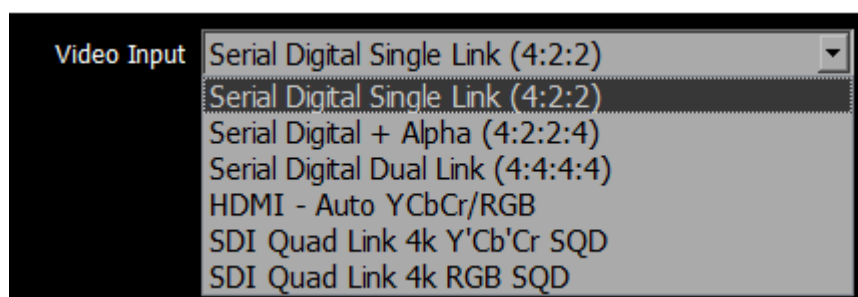 Video Input Serial Digital Single Link (4:2:2)
Serial Digital Single Link (4:2:2)
Serial Digital + Alpha (4:2:2:4)
Serial Digital Dual Link (4:4:4:4)
HDMI - Auto YCbCr/RGB
SDI Quad Link 4k Y'Cb'Cr SQD
SDI Quad Link 4k RGB SQD